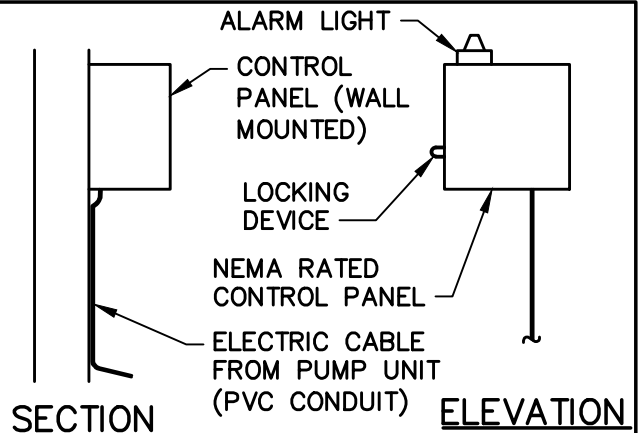 ALARM LIGHT
CONTROL
PANEL (WALL
MOUNTED)
LOCKING
DEVICE
NEMA RATED
CONTROL PANEL
ELECTRIC CABLE
FROM PUMP UNIT
(PVC CONDUIT)
SECTION
ELEVATION